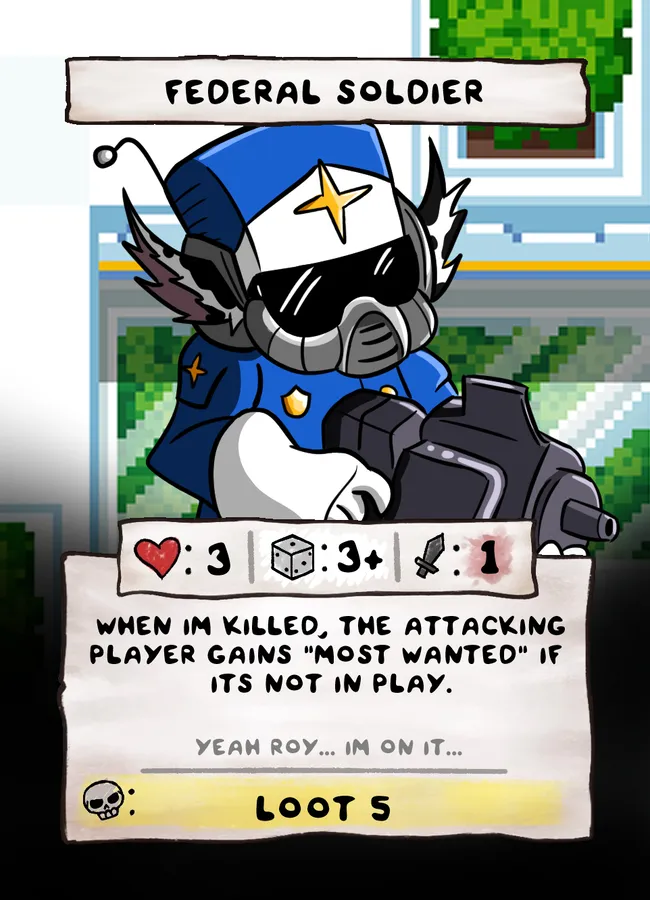 FEDERAL SOLDIER
: 3 : 3+ : 1
WHEN IM KILLED, THE ATTACKING
PLAYER GAINS "MOST WANTED" IF
ITS NOT IN PLAY.
YEAH ROY... IM ON IT...
: LOOT 5